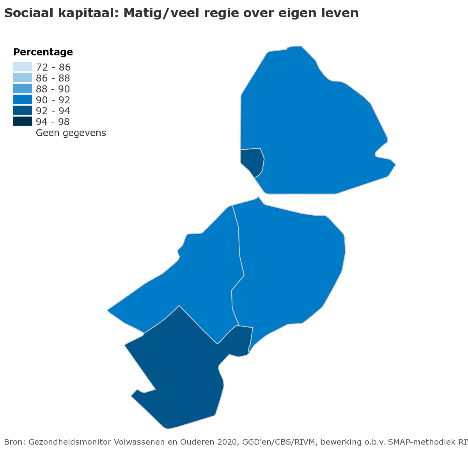 Sociaal kapitaal: Matig/veel regie over eigen leven
Percentage
72 - 86
86 - 88
88 - 90
90 - 92
92 - 94
94 - 98
Geen gegevens
Bron: Gezondheidsmonitor Volwassenen en Ouderen 2020, GGD'en/CBS/RIVM, bewerking o.b.v. SMAP-methodiek RI